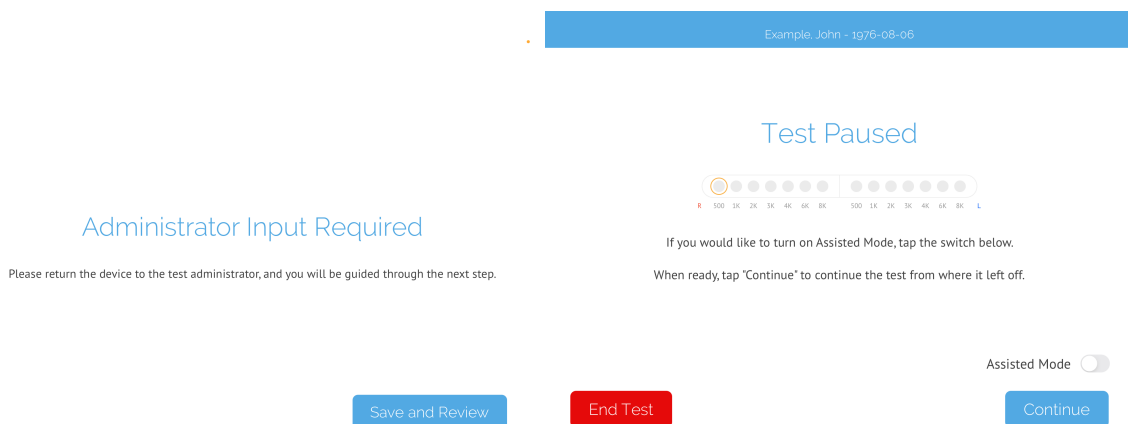 Administrator Input Required
Please return the device to the test administrator, and you will be guided through the next step.
Save and Review
Example, John - 1976-08-06
Test Paused
R 500 1K 2K 3K 4K 6K 8K 500 1K 2K 3K 4K 6K 8K L
If you would like to turn on Assisted Mode, tap the switch below.
When ready, tap "Continue" to continue the test from where it left off.
Assisted Mode
End Test
Continue